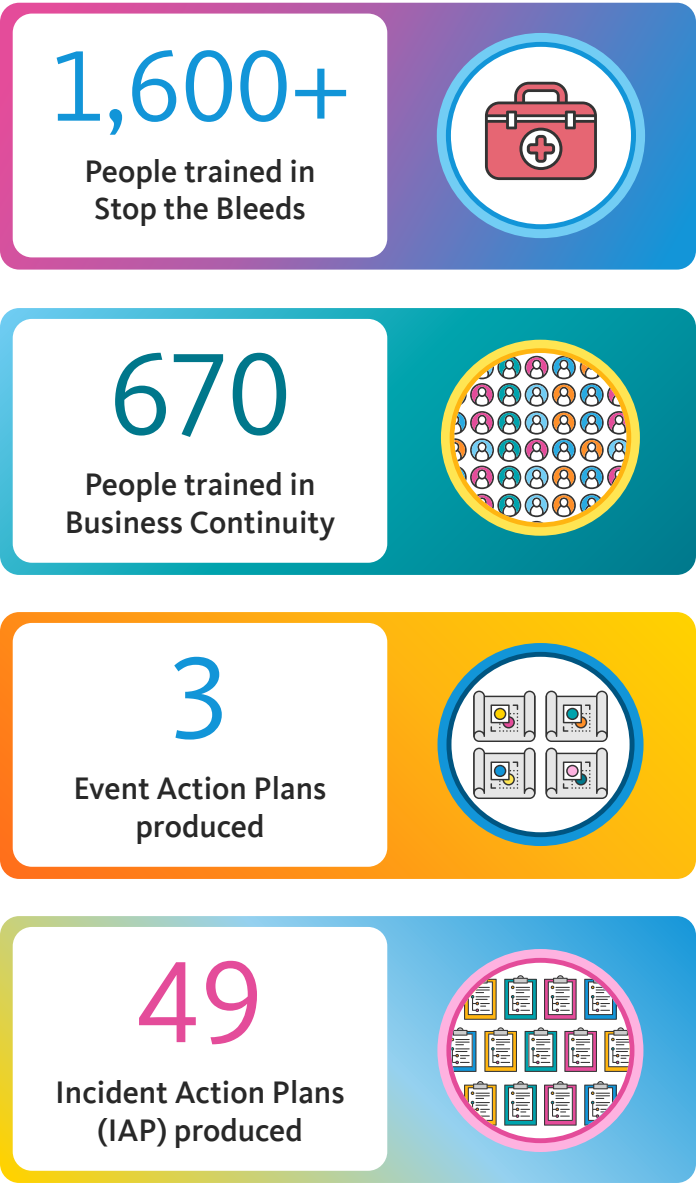 1,600+
People trained in
Stop the Bleeds
670
People trained in
Business Continuity
3
Event Action Plans
produced
49
Incident Action Plans
(IAP) produced